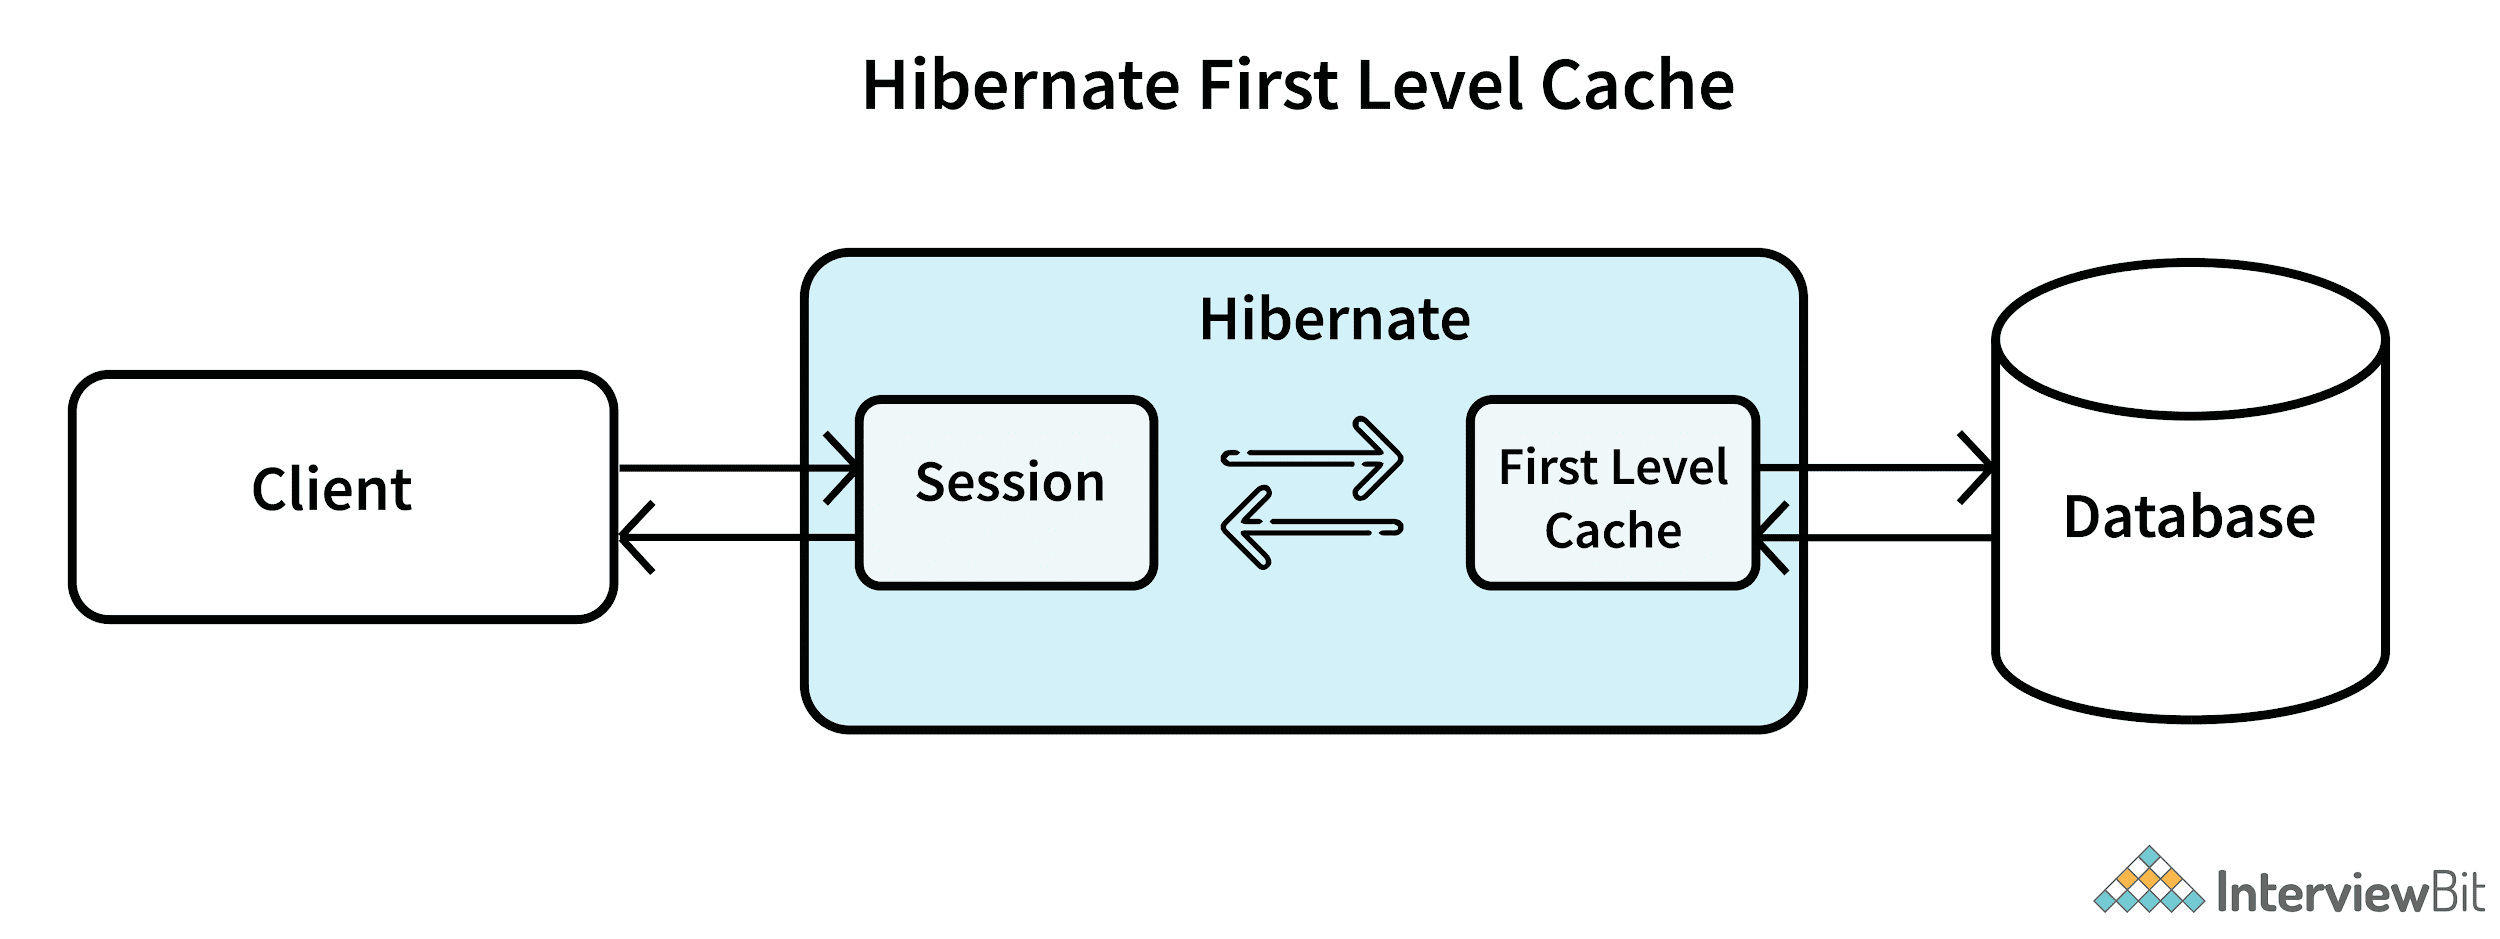 Hibernate First Level Cache
Hibernate
Client
Session
First Level
Cache
Database
InterviewBit